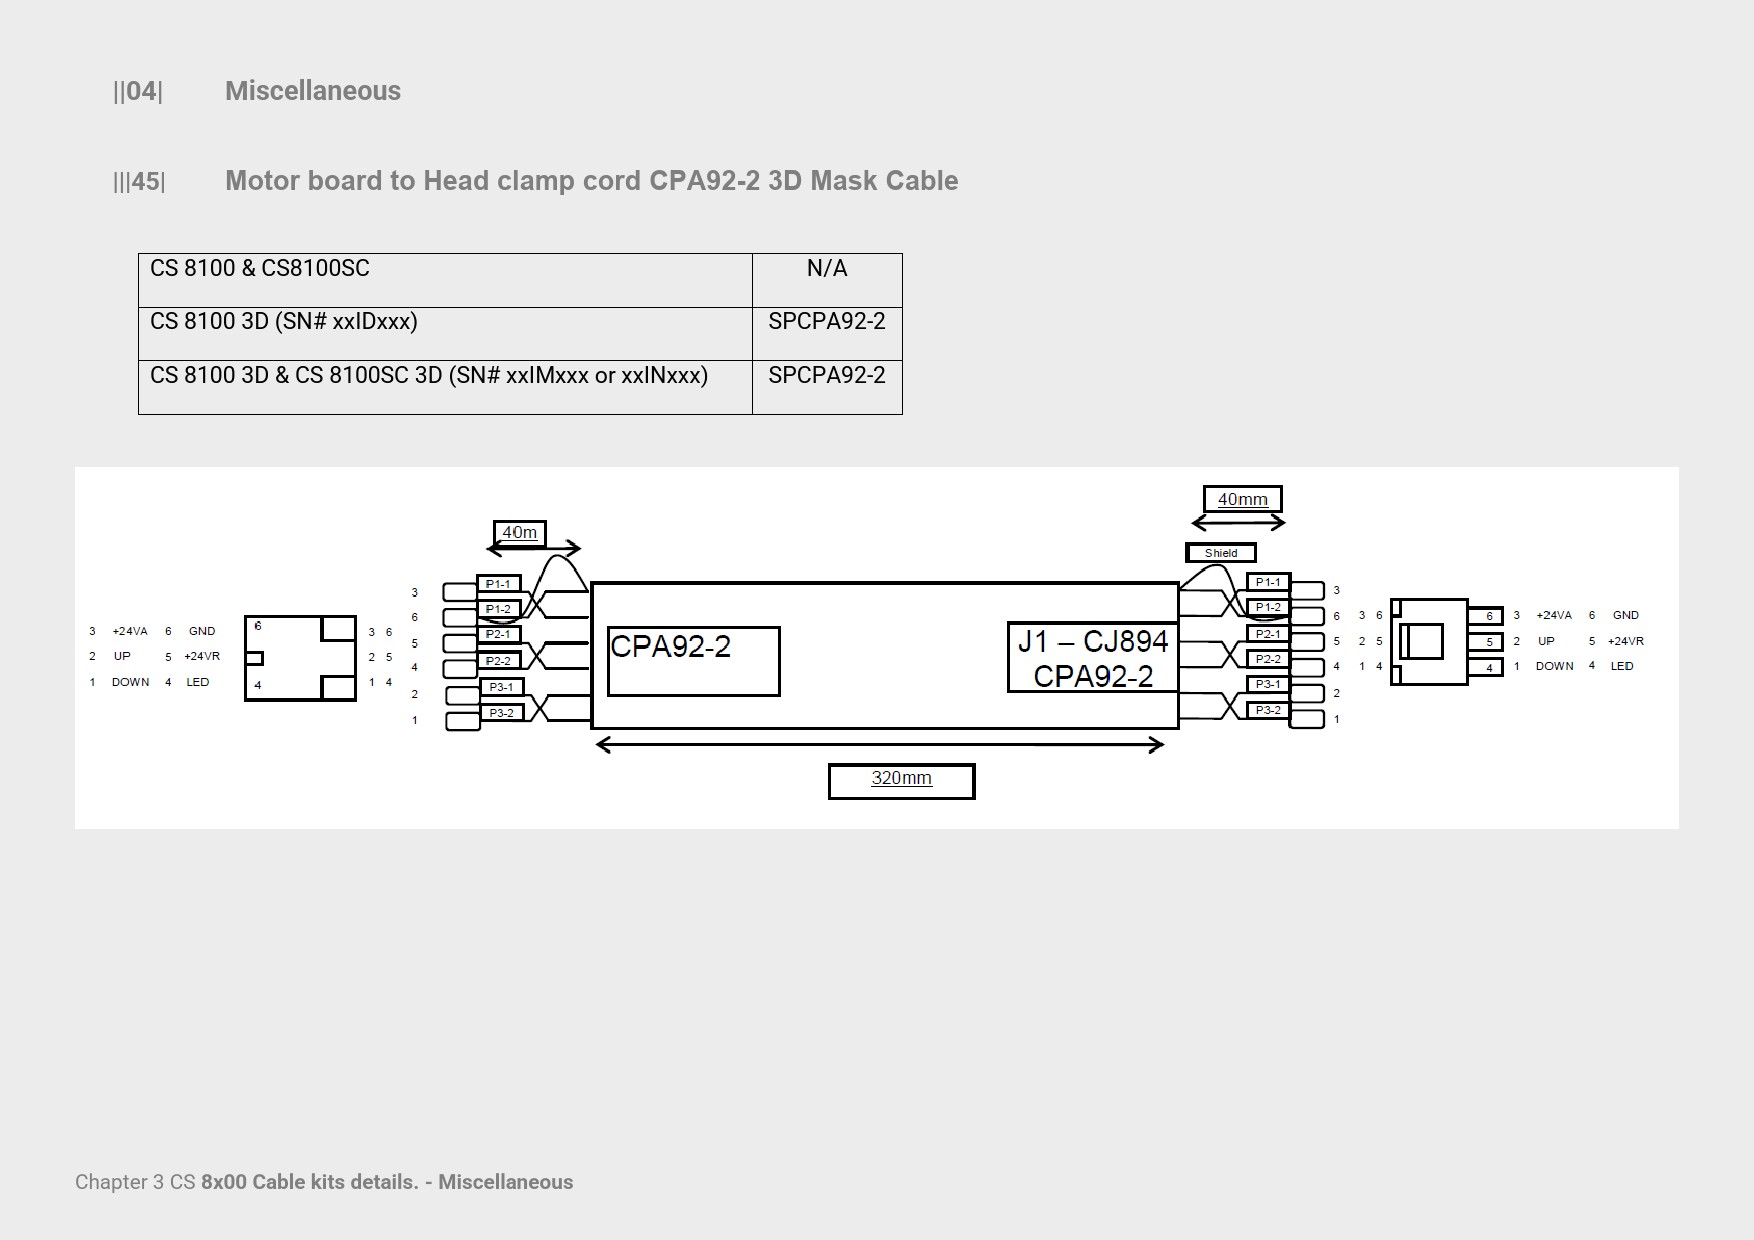 ||04| Miscellaneous
|||45| Motor board to Head clamp cord CPA92-2 3D Mask Cable
CS 8100 & CS8100SC N/A
CS 8100 3D (SN# xxIDxxx) SPCPA92-2
CS 8100 3D & CS 8100SC 3D (SN# xxIMxxx or xxINxxx) SPCPA92-2
40m
40mm
Shield
3 +24VA 6 GND
2 UP 5 +24VR
1 DOWN 4 LED
6
4
3 6
2 5
1 4
3 P1-1
6 P1-2
5 P2-1
4 P2-2
2 P3-1
1 P3-2
CPA92-2
J1 – CJ894
CPA92-2
P1-1 3
P1-2 6
P2-1 5
P2-2 4
P3-1 2
P3-2 1
3 6
2 5
1 4
6
5
4
3 +24VA 6 GND
2 UP 5 +24VR
1 DOWN 4 LED
320mm
Chapter 3 CS 8x00 Cable kits details. - Miscellaneous